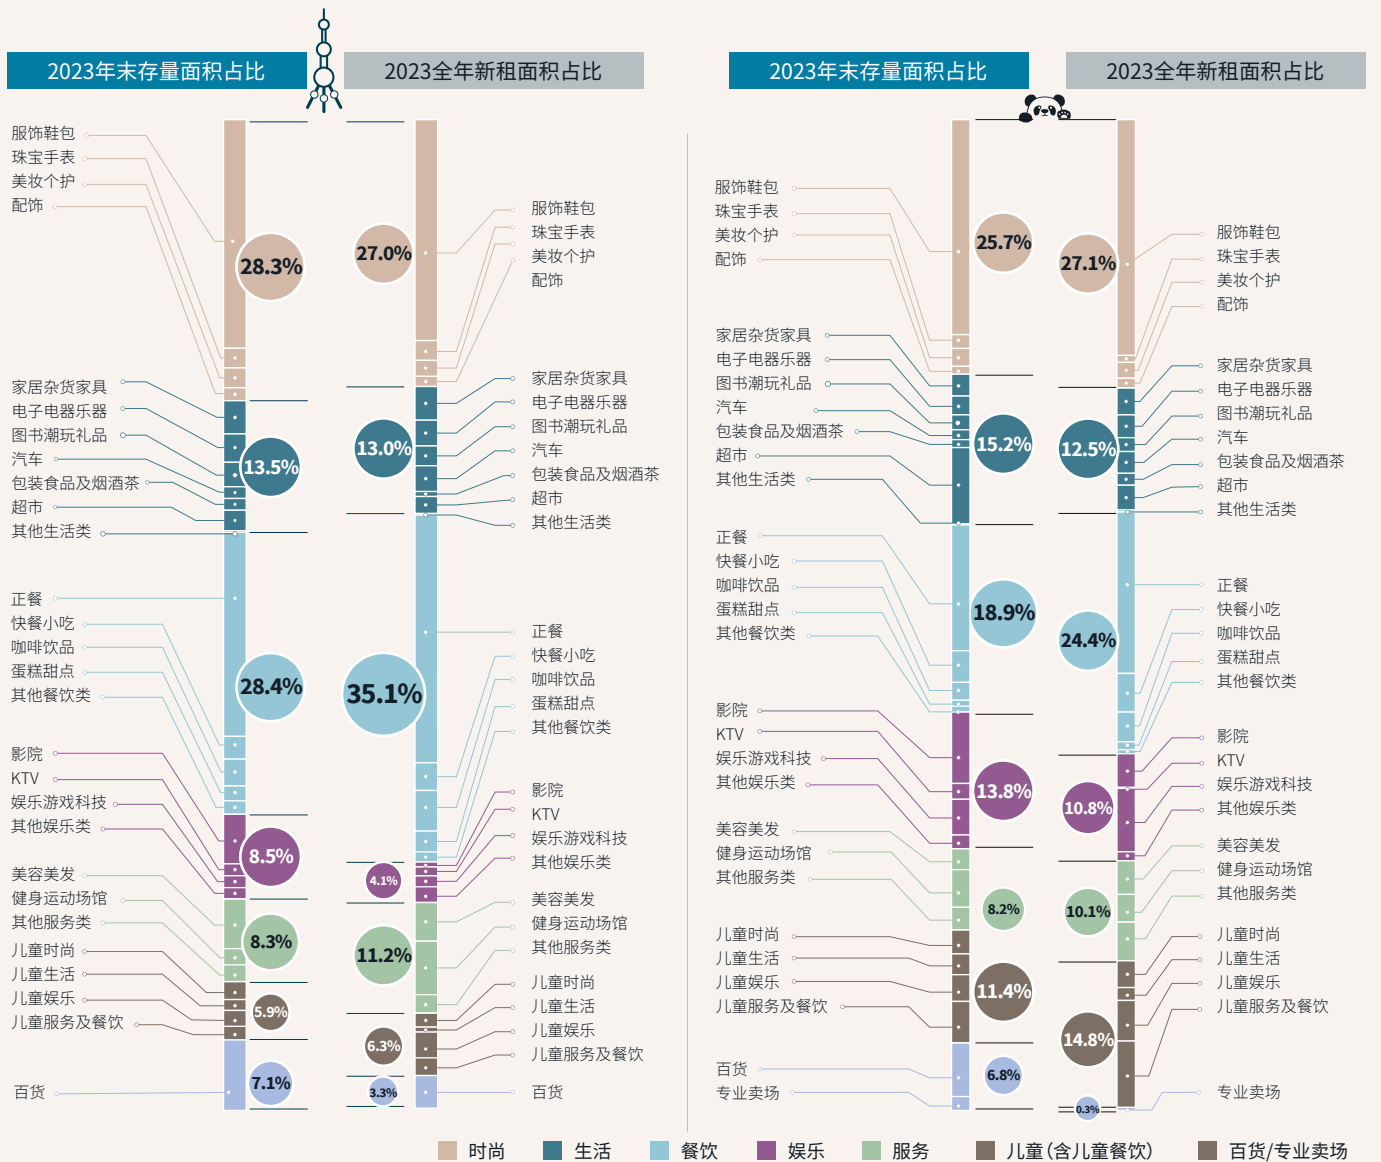 2023年末存量面积占比
2023全年新租面积占比
服饰鞋包
珠宝手表
美妆个护
配饰
28.3%
家居杂货家具
电子电器乐器
图书潮玩礼品
汽车
包装食品及烟酒茶
超市
其他生活类
13.5%
正餐
快餐小吃
咖啡饮品
蛋糕甜点
其他餐饮类
28.4%
影院
KTV
娱乐游戏科技
其他娱乐类
8.5%
美容美发
健身运动场馆
其他服务类
8.3%
儿童时尚
儿童生活
儿童娱乐
儿童服务及餐饮
5.9%
百货
7.1%
27.0%
服饰鞋包
珠宝手表
美妆个护
配饰
13.0%
家居杂货家具
电子电器乐器
图书潮玩礼品
汽车
包装食品及烟酒茶
超市
其他生活类
35.1%
正餐
快餐小吃
咖啡饮品
蛋糕甜点
其他餐饮类
4.1%
影院
KTV
娱乐游戏科技
其他娱乐类
11.2%
美容美发
健身运动场馆
其他服务类
6.3%
儿童时尚
儿童生活
儿童娱乐
儿童服务及餐饮
3.3%
百货
2023年末存量面积占比
2023全年新租面积占比
服饰鞋包
珠宝手表
美妆个护
配饰
25.7%
家居杂货家具
电子电器乐器
图书潮玩礼品
汽车
包装食品及烟酒茶
超市
其他生活类
15.2%
正餐
快餐小吃
咖啡饮品
蛋糕甜点
其他餐饮类
18.9%
影院
KTV
娱乐游戏科技
其他娱乐类
13.8%
美容美发
健身运动场馆
其他服务类
8.2%
儿童时尚
儿童生活
儿童娱乐
儿童服务及餐饮
11.4%
百货
专业卖场
6.8%
27.1%
服饰鞋包
珠宝手表
美妆个护
配饰
12.5%
家居杂货家具
电子电器乐器
图书潮玩礼品
汽车
包装食品及烟酒茶
超市
其他生活类
24.4%
正餐
快餐小吃
咖啡饮品
蛋糕甜点
其他餐饮类
10.8%
影院
KTV
娱乐游戏科技
其他娱乐类
10.1%
美容美发
健身运动场馆
其他服务类
14.8%
儿童时尚
儿童生活
儿童娱乐
儿童服务及餐饮
0.3%
专业卖场
时尚
生活
餐饮
娱乐
服务
儿童（含儿童餐饮）
百货/专业卖场